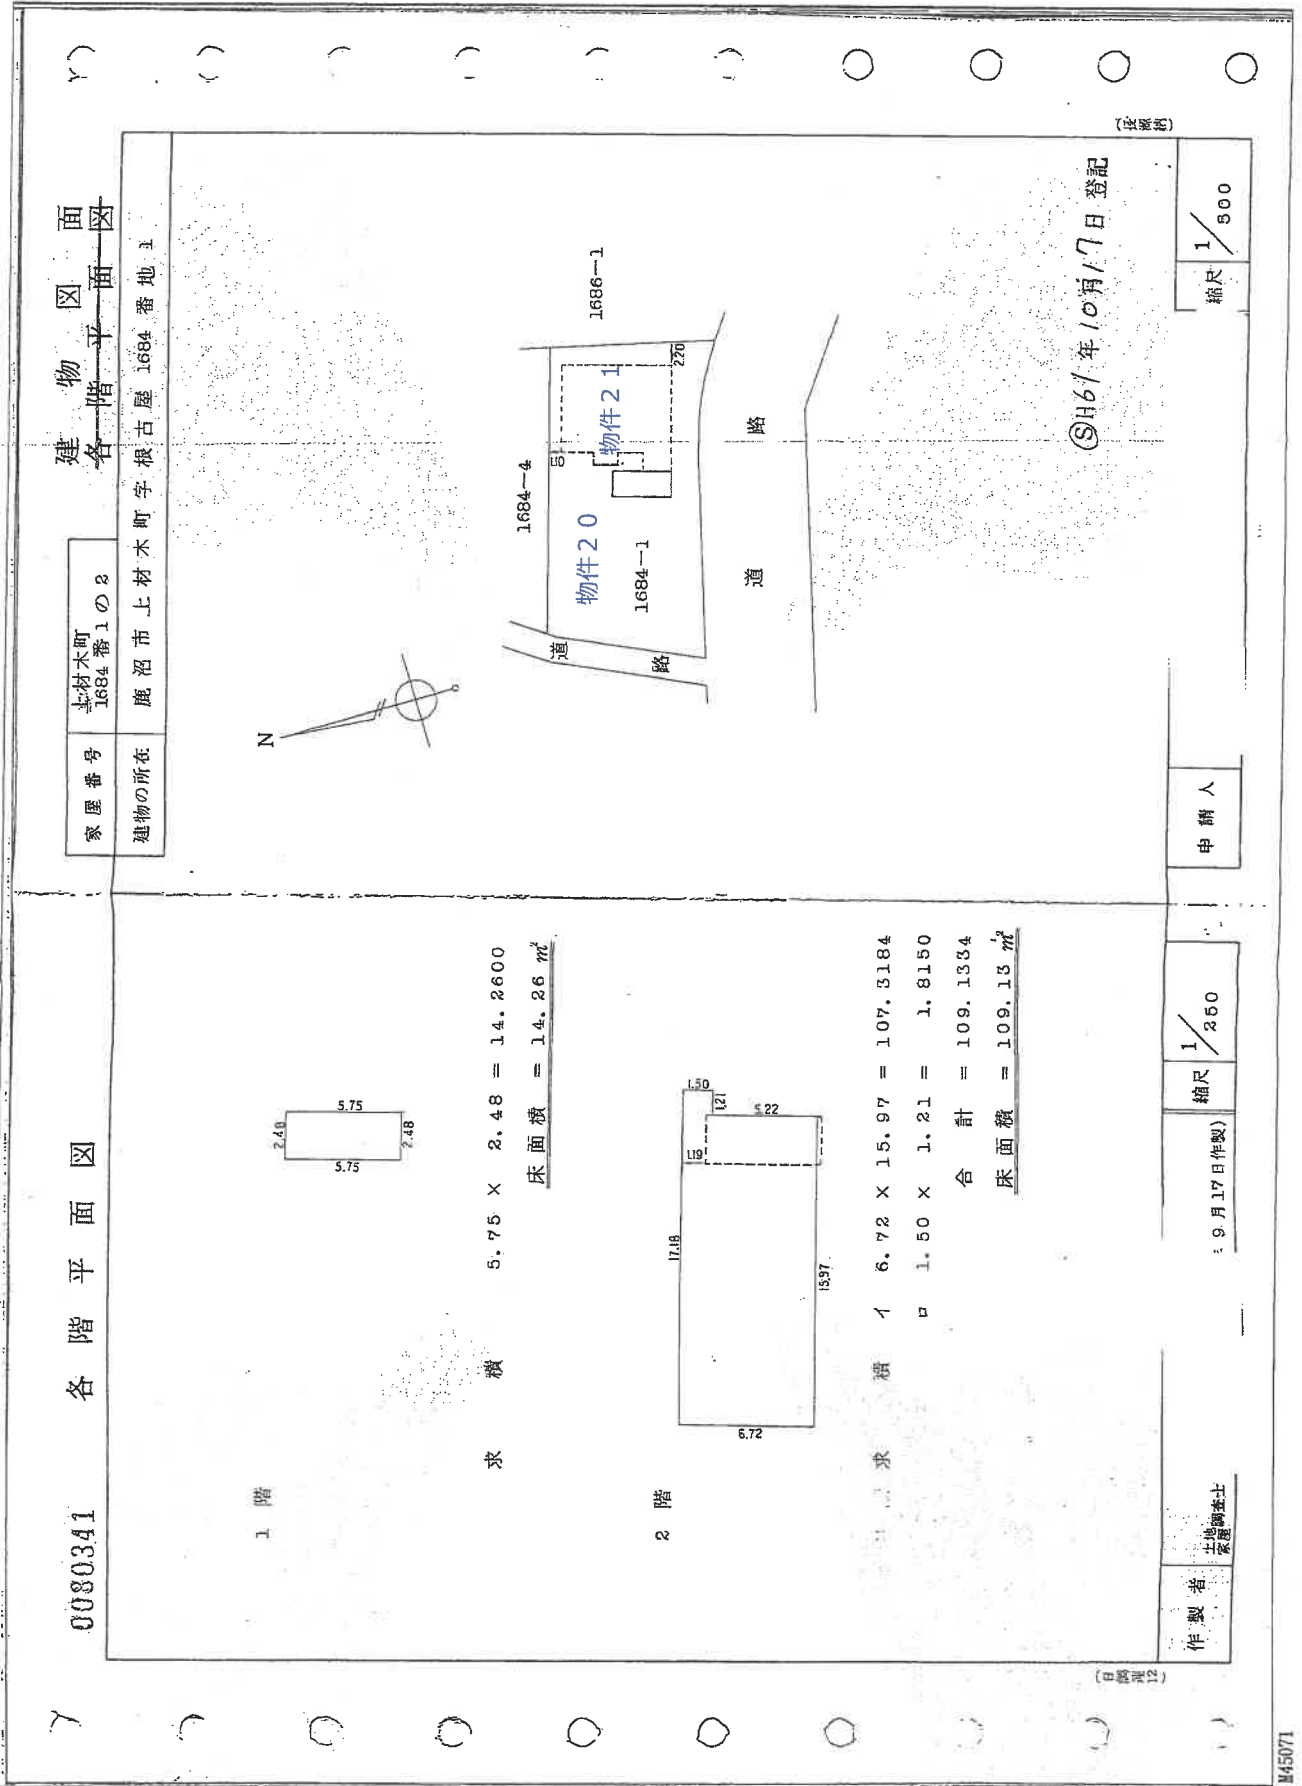 0080341
各階平面図
1 階
2.48
5.75
5.75
2.48
求積
5.75 × 2.48 = 14.2600
床面積 = 14.26 ㎡
2 階
17.18
1.50
1.21
1.19
5.22
6.72
15.97
求積
イ 6.72 × 15.97 = 107.3184
ロ 1.50 × 1.21 = 1.8150
合計 = 109.1334
床面積 = 109.13 ㎡
作製者
土地家屋調査士
9月17日作製)
縮尺 1/250
建物図面
各階平面図
家屋番号
上材木町
1684番1の2
建物の所在
鹿沼市上材木町字根古屋1684番地1
N
道路
1684-4
1686-1
物件20
物件21
1684-1
2.20
道路
S61年10月17日登記
申請人
縮尺 1/500
M45071